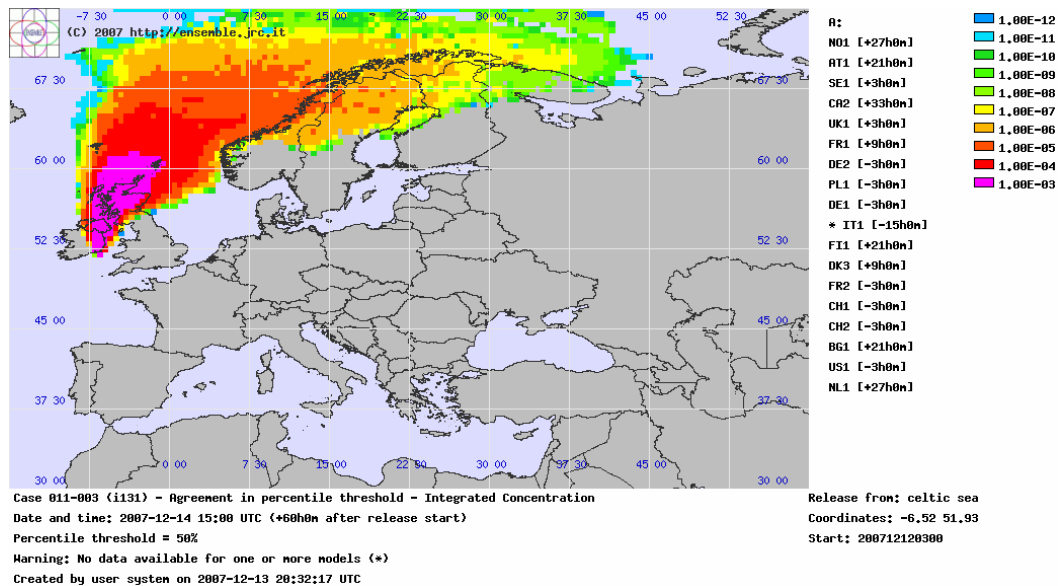 -7 30 0 00 7 30 15 00 22 30 30 00 37 30 45 00 52 30
(C) 2007 http://ensemble.jrc.it
67 30 67 30
60 00 60 00
52 30 52 30
45 00 45 00
37 30 37 30
0 00 7 30 15 00 22 30 30 00 37 30 45 00
30 00 30 00
A:
NO1 [+27h0m]
AT1 [+21h0m]
SE1 [+3h0m]
CA2 [+33h0m]
UK1 [+3h0m]
FR1 [+9h0m]
DE2 [-3h0m]
PL1 [-3h0m]
DE1 [-3h0m]
* IT1 [-15h0m]
FI1 [+21h0m]
DK3 [+9h0m]
FR2 [-3h0m]
CH1 [-3h0m]
CH2 [-3h0m]
BG1 [+21h0m]
US1 [-3h0m]
NL1 [+27h0m]
1.00E-12
1.00E-11
1.00E-10
1.00E-09
1.00E-08
1.00E-07
1.00E-06
1.00E-05
1.00E-04
1.00E-03
Case 011-003 (i131) - Agreement in percentile threshold - Integrated Concentration
Date and time: 2007-12-14 15:00 UTC (+60h0m after release start)
Percentile threshold = 50%
Warning: No data available for one or more models (*)
Created by user system on 2007-12-13 20:32:17 UTC
Release from: celtic sea
Coordinates: -6.52 51.93
Start: 200712120300